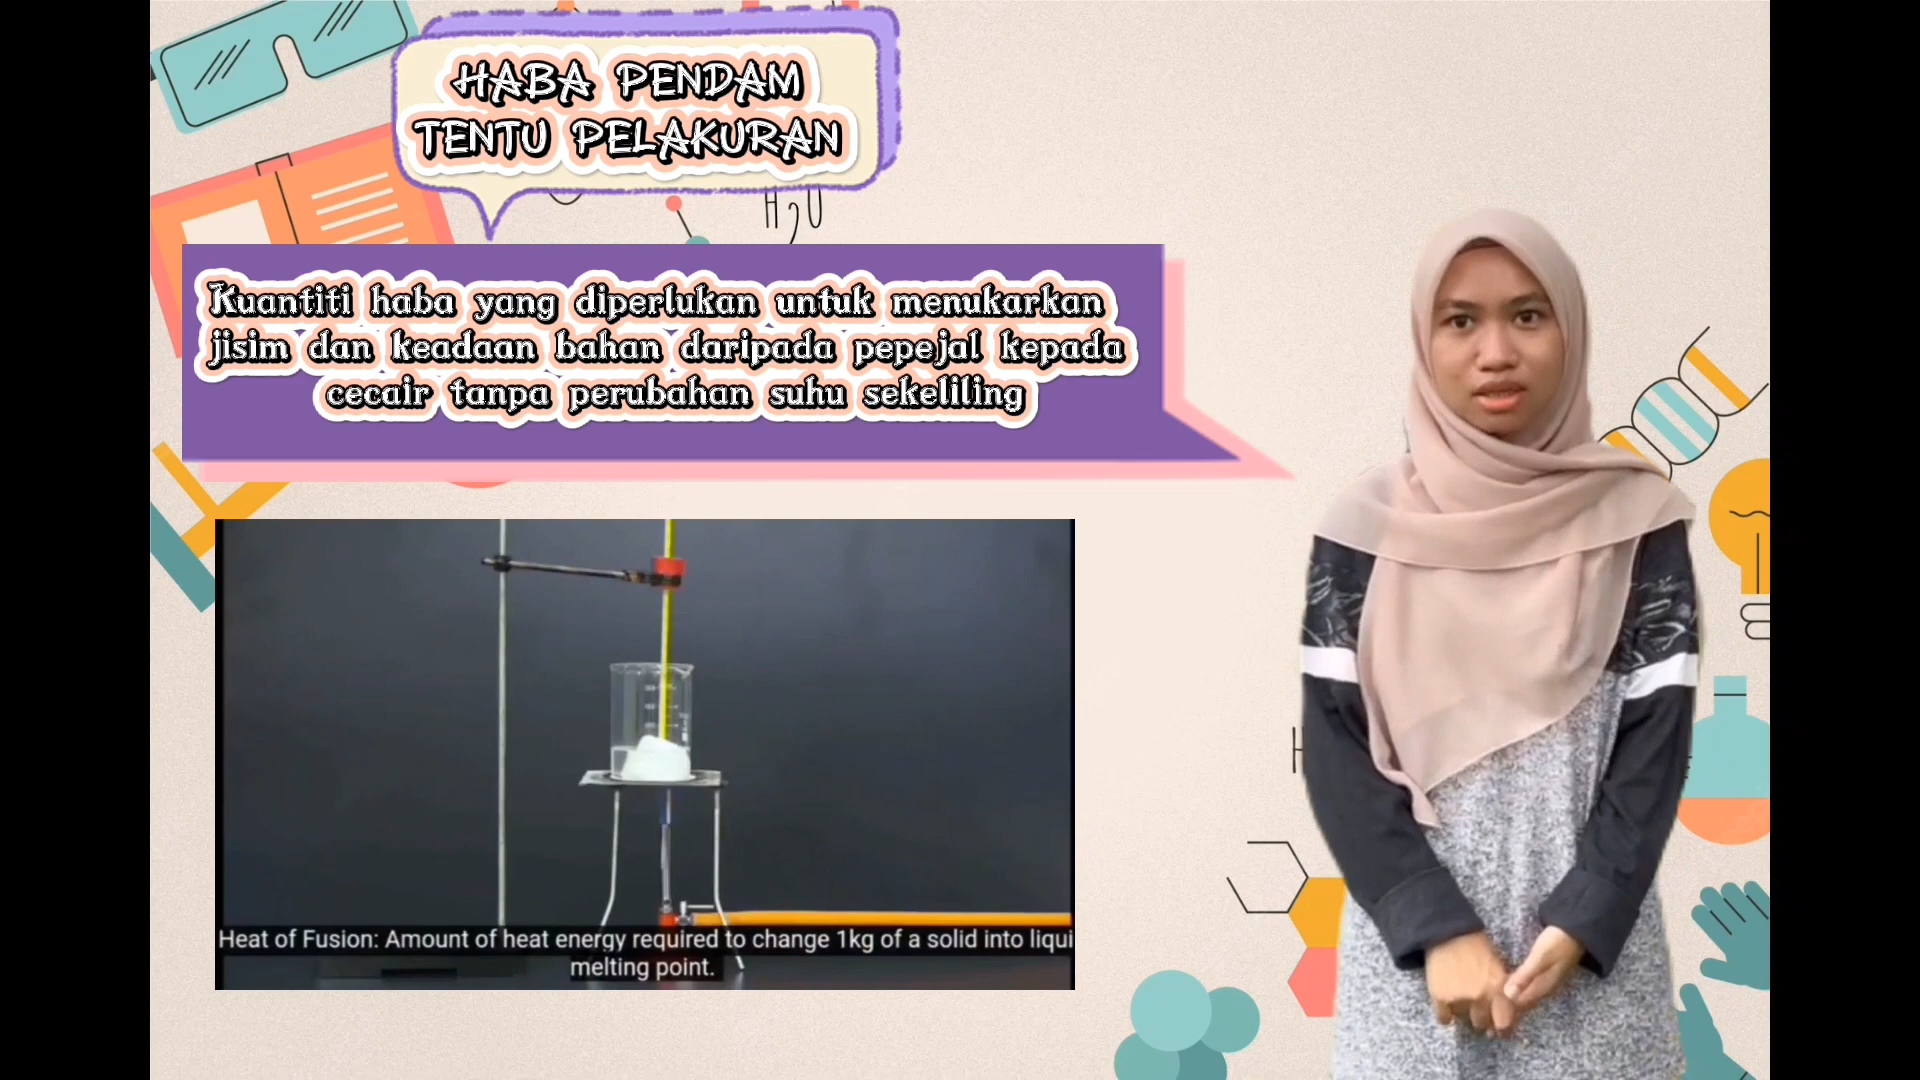 HABA PENDAM
TENTU PELAKURAN
H2O
Kuantiti haba yang diperlukan untuk menukarkan
jisim dan keadaan bahan daripada pepejal kepada
cecair tanpa perubahan suhu sekeliling
H
Heat of Fusion: Amount of heat energy required to change 1kg of a solid into liqui
melting point.